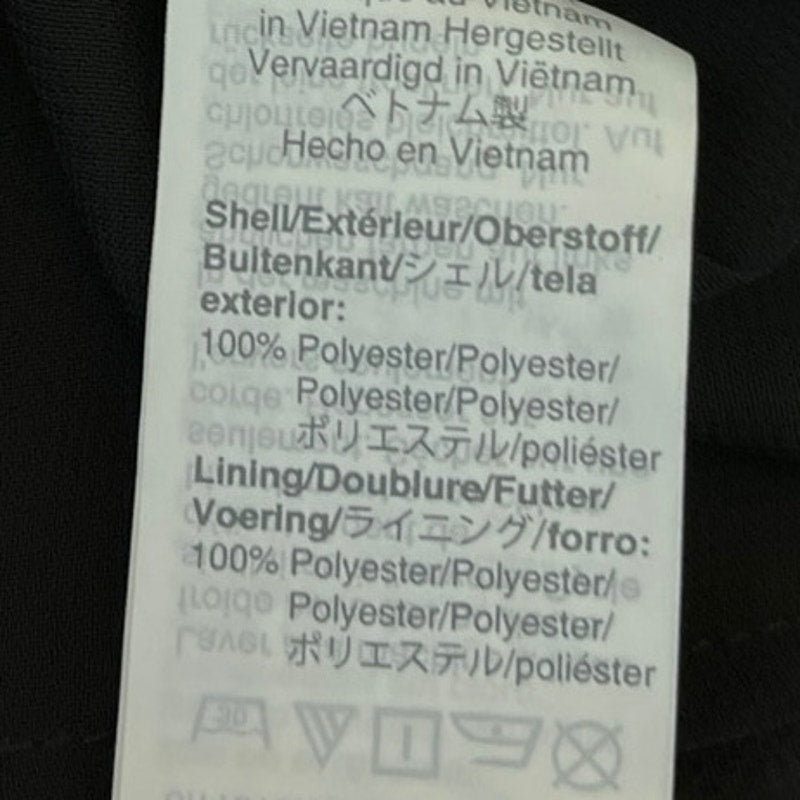 Vietnam
in Vietnam Hergestellt
Vervaardigd in Viëtnam
ベトナム製
Hecho en Vietnam
Shell/Extérieur/Oberstoff/
Buitenkant/シェル/tela
exterior:
100% Polyester/Polyester/
Polyester/Polyester/
ポリエステル/poliéster
Lining/Doublure/Futter/
Voering/ライニング/forro:
100% Polyester/Polyester/
Polyester/Polyester/
ポリエステル/poliéster